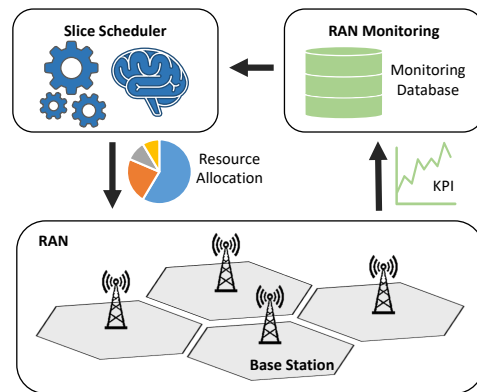 Slice Scheduler
RAN Monitoring
Monitoring
Database
Resource
Allocation
KPI
RAN
Base Station